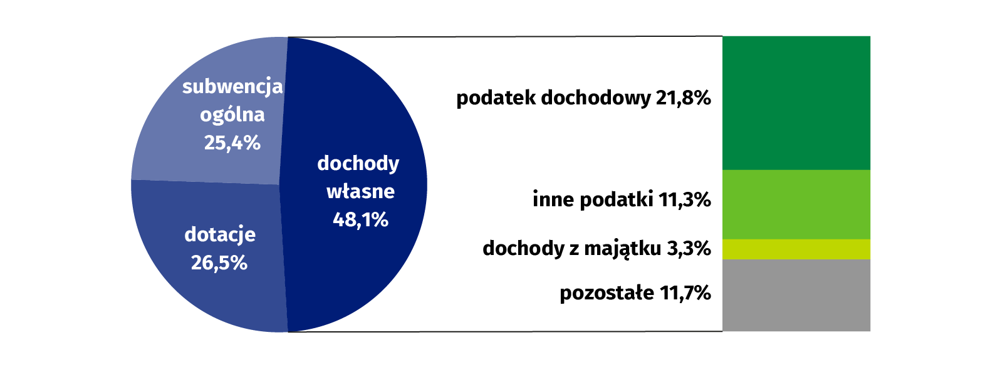 subwencja
ogólna
25,4%
dotacje
26,5%
dochody
własne
48,1%
podatek dochodowy 21,8%
inne podatki 11,3%
dochody z majątku 3,3%
pozostałe 11,7%